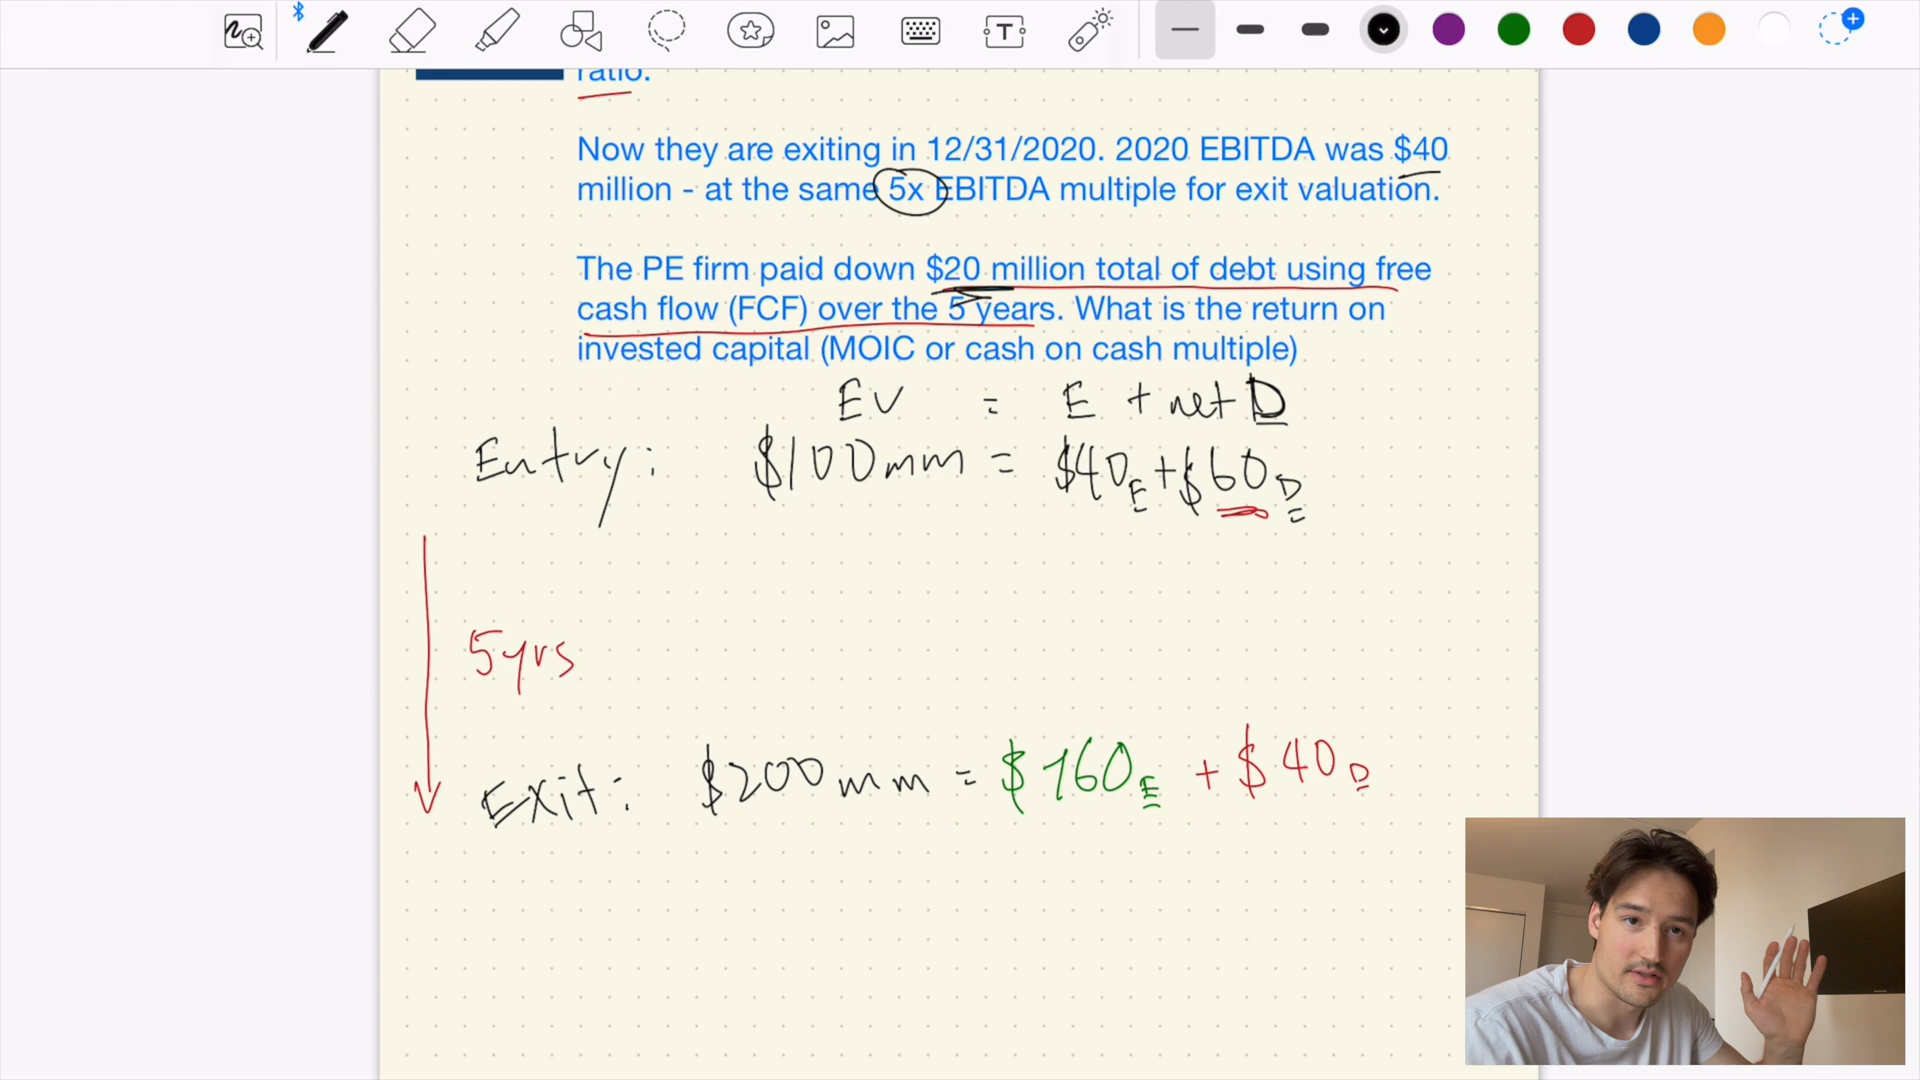 ratio.
Now they are exiting in 12/31/2020. 2020 EBITDA was $40
million - at the same 5x EBITDA multiple for exit valuation.
The PE firm paid down $20 million total of debt using free
cash flow (FCF) over the 5 years. What is the return on
invested capital (MOIC or cash on cash multiple)
EV = E + net D
Entry: $100mm = $40E + $60D
5yrs
Exit: $200mm = $160E + $40D